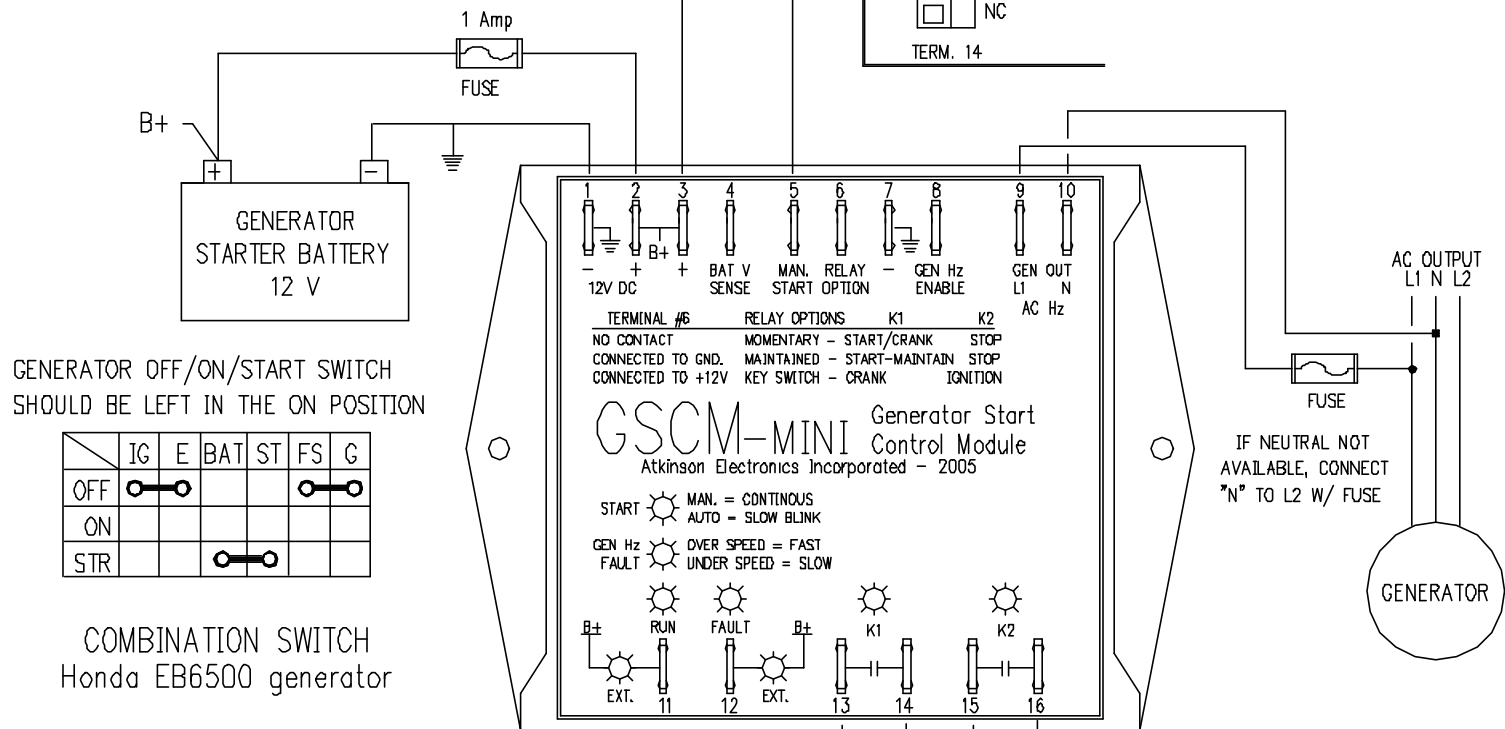 1 Amp
FUSE
NC
TERM. 14
B+
+ -
GENERATOR
STARTER BATTERY
12 V
1 2 3 4 5 6 7 8 9 10
B+
- + + BAT V MAN. RELAY - GEN Hz GEN OUT
12V DC SENSE START OPTION ENABLE L1 N
AC Hz
TERMINAL #6 RELAY OPTIONS K1 K2
NO CONTACT MOMENTARY - START/CRANK STOP
CONNECTED TO GND. MAINTAINED - START-MAINTAIN STOP
CONNECTED TO +12V KEY SWITCH - CRANK IGNITION
GSCM-MINI Generator Start
Control Module
Atkinson Electronics Incorporated - 2005
START MAN. = CONTINOUS
AUTO = SLOW BLINK
GEN Hz OVER SPEED = FAST
FAULT UNDER SPEED = SLOW
RUN FAULT K1 K2
B+ B+
EXT. EXT.
11 12 13 14 15 16
AC OUTPUT
L1 N L2
FUSE
IF NEUTRAL NOT
AVAILABLE, CONNECT
"N" TO L2 W/ FUSE
GENERATOR
GENERATOR OFF/ON/START SWITCH
SHOULD BE LEFT IN THE ON POSITION
IG E BAT ST FS G
OFF
ON
STR
COMBINATION SWITCH
Honda EB6500 generator